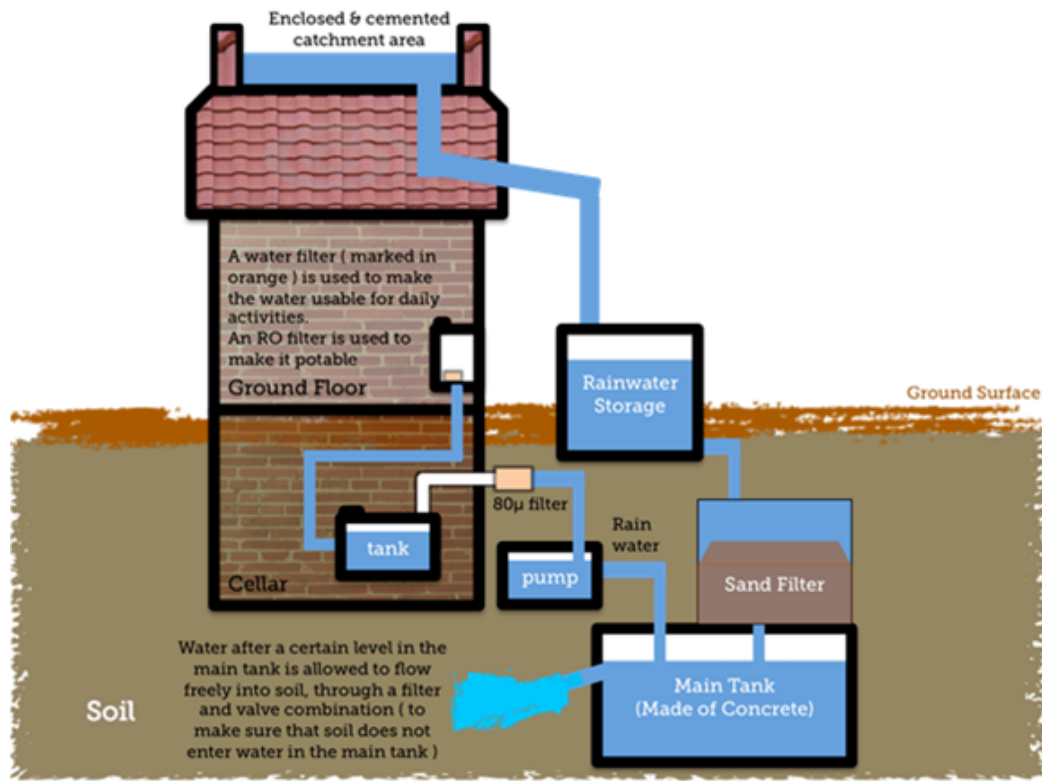 Enclosed & cemented
catchment area
A water filter ( marked in
orange ) is used to make
the water usable for daily
activities.
An RO filter is used to
make it potable
Ground Floor
Rainwater
Storage
Ground Surface
80µ filter
Rain
water
tank
pump
Sand Filter
Cellar
Water after a certain level in the
main tank is allowed to flow
freely into soil, through a filter
and valve combination ( to
make sure that soil does not
enter water in the main tank )
Main Tank
(Made of Concrete)
Soil